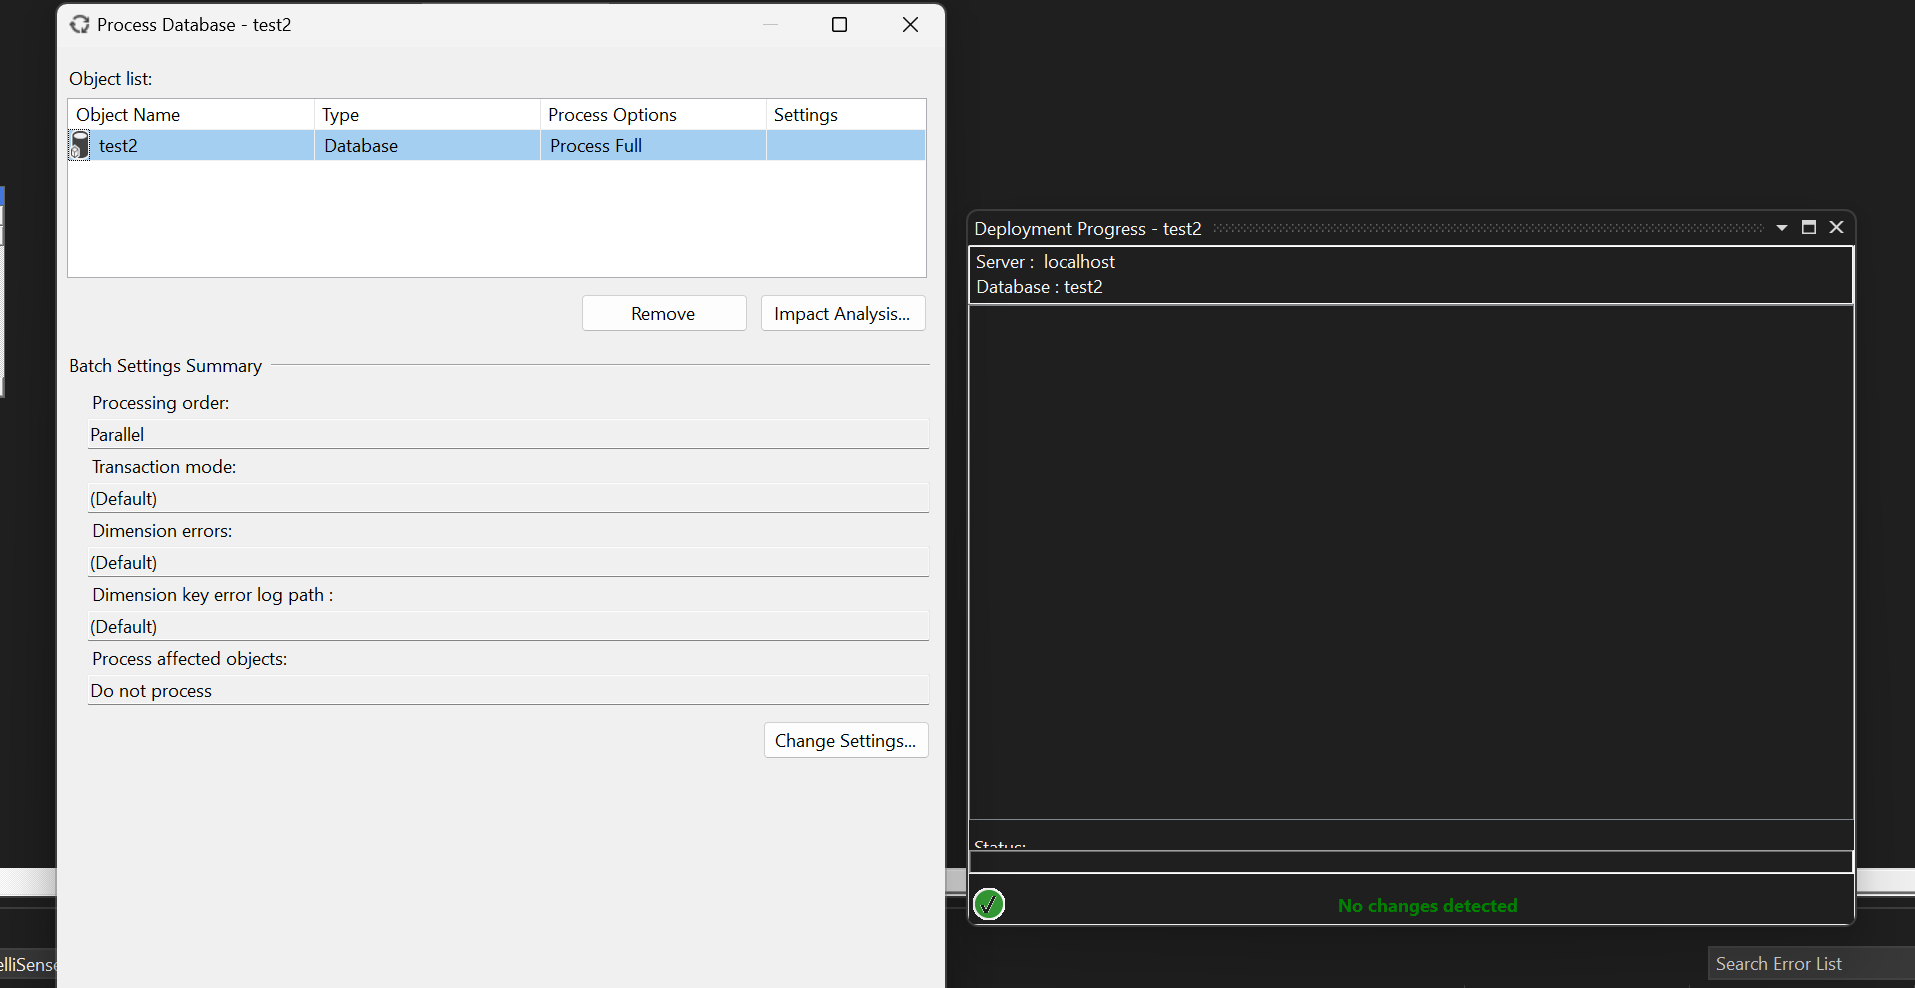 Process Database - test2
Object list:
Object Name Type Process Options Settings
test2 Database Process Full
Remove Impact Analysis...
Batch Settings Summary
Processing order:
Parallel
Transaction mode:
(Default)
Dimension errors:
(Default)
Dimension key error log path :
(Default)
Process affected objects:
Do not process
Change Settings...
Deployment Progress - test2
Server : localhost
Database : test2
Status:
No changes detected
elliSense
Search Error List